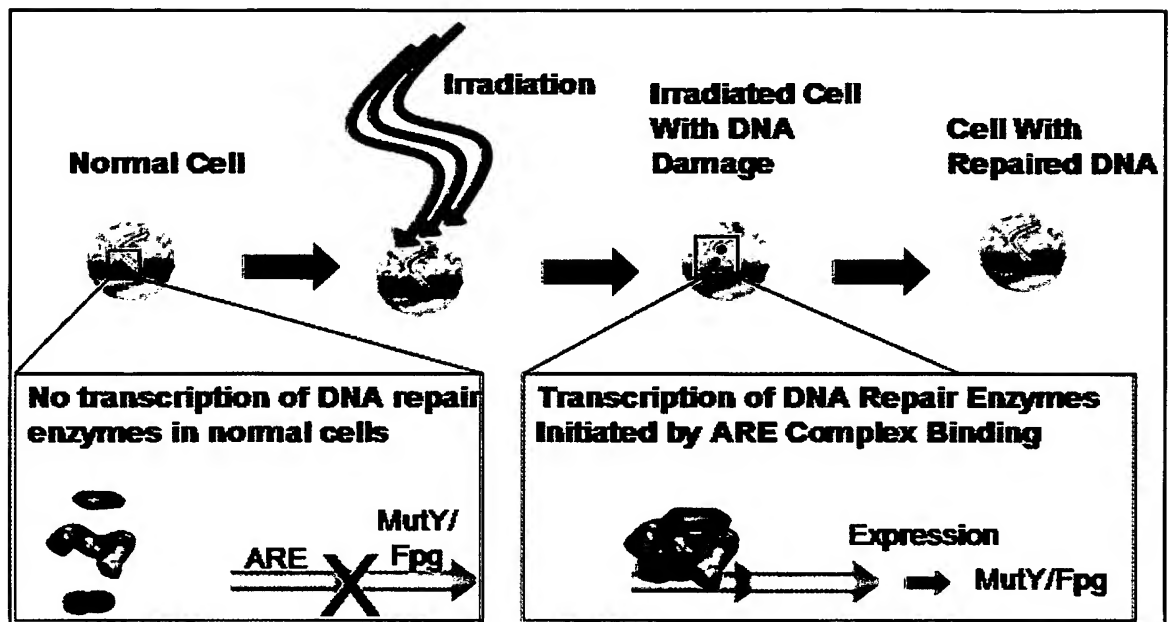 Irradiation
Normal Cell
Irradiated Cell
With DNA
Damage
Cell With
Repaired DNA
No transcription of DNA repair
enzymes in normal cells
ARE
MutY/
Fpg
Transcription of DNA Repair Enzymes
Initiated by ARE Complex Binding
Expression
MutY/Fpg